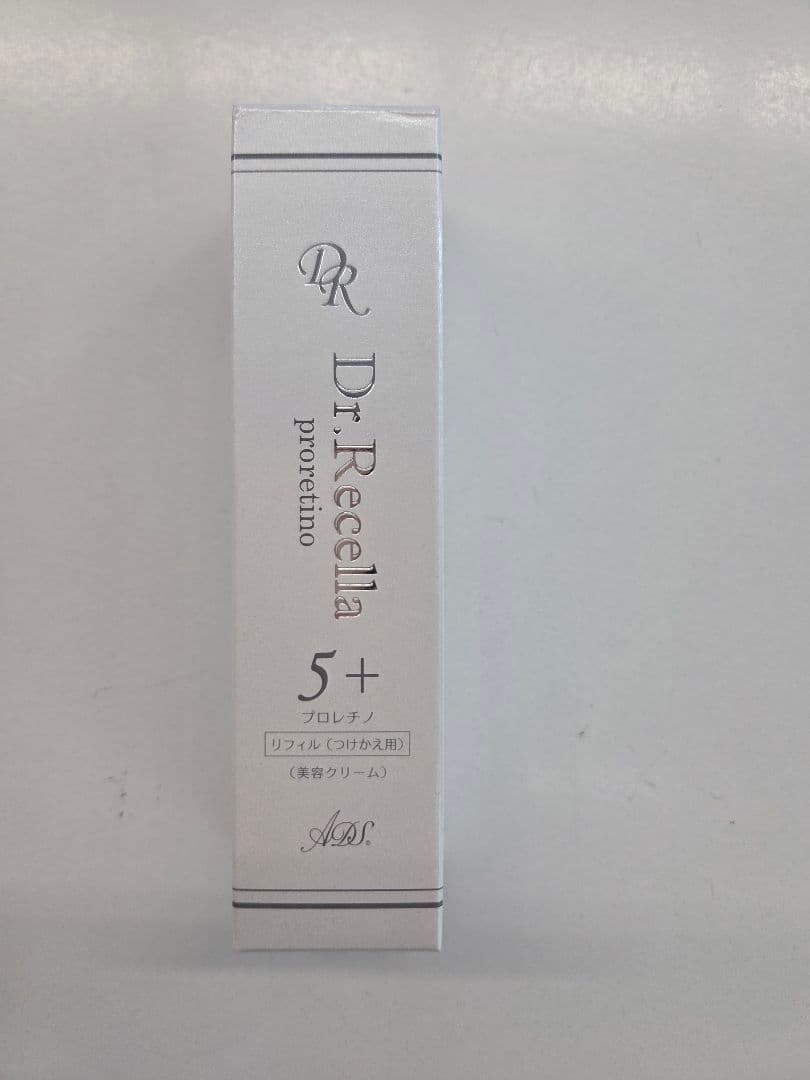 DR
Dr.Recella
proretino
5+
プロレチノ
リフィル（つけかえ用）
（美容クリーム）
ADS®